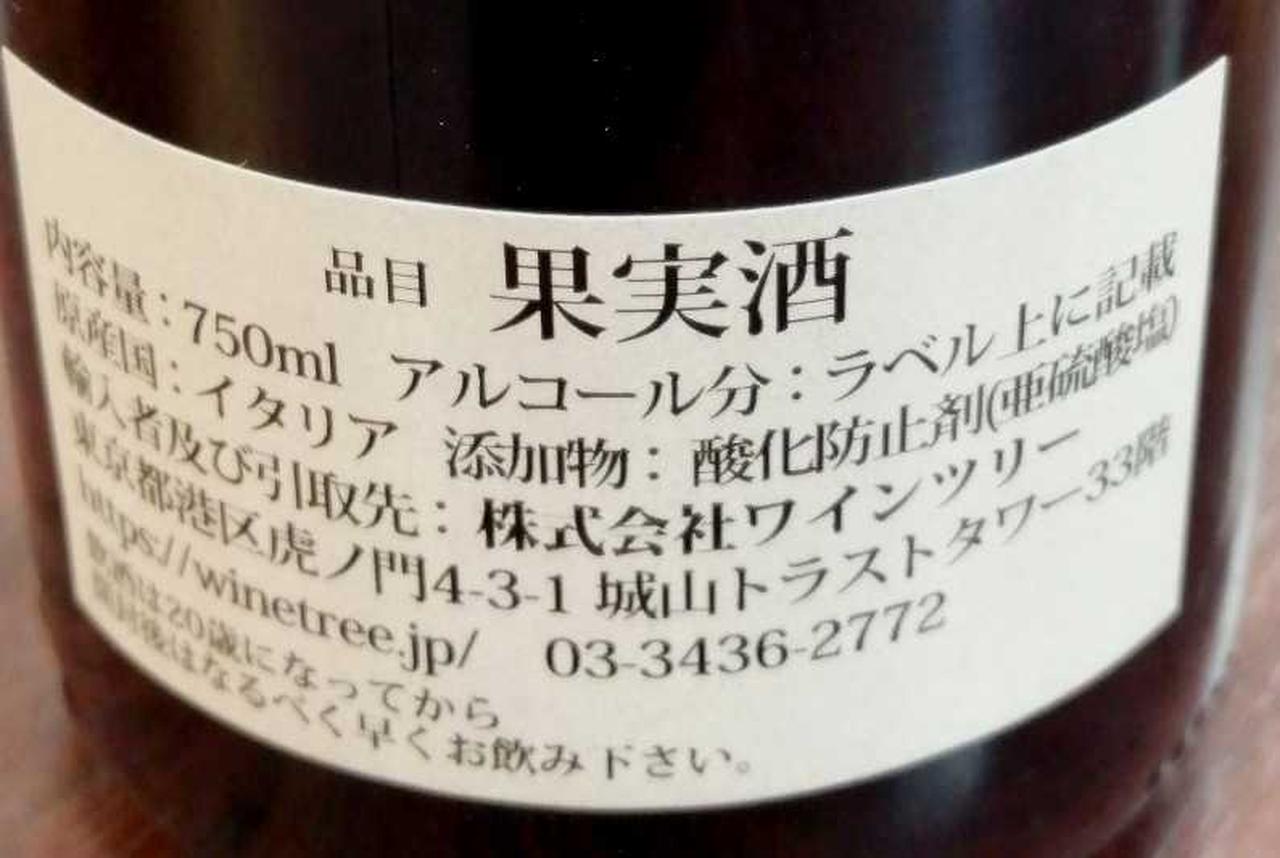 品目 果実酒
内容量：750ml アルコール分：ラベル上に記載
原産国：イタリア 添加物：酸化防止剤(亜硫酸塩)
輸入者及び引取先：株式会社ワインツリー
東京都港区虎ノ門4-3-1 城山トラストタワー33階
https://winetree.jp/ 03-3436-2772
飲酒は20歳になってから
開封後はなるべく早くお飲み下さい。